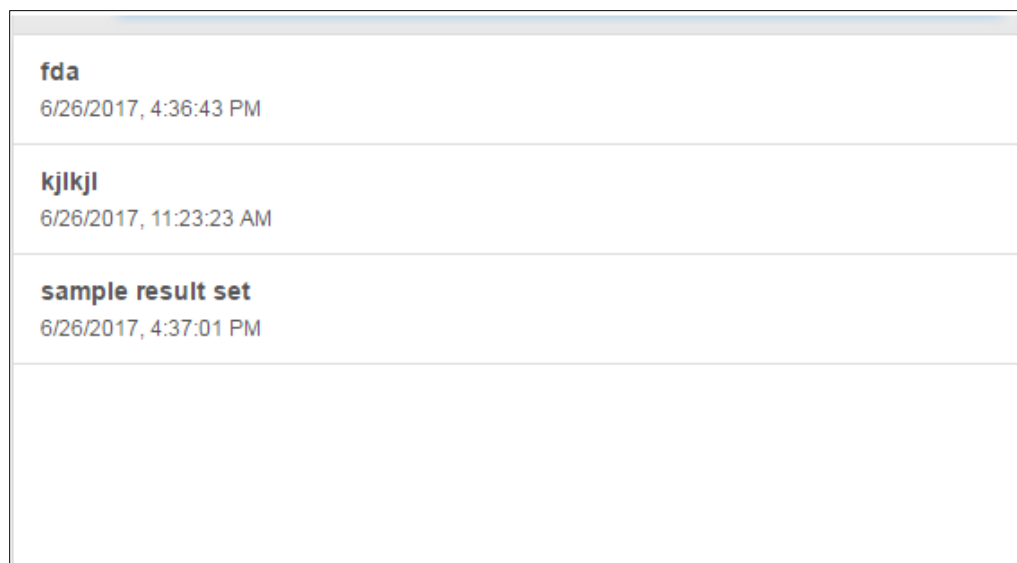 fda
6/26/2017, 4:36:43 PM
kjlkjl
6/26/2017, 11:23:23 AM
sample result set
6/26/2017, 4:37:01 PM